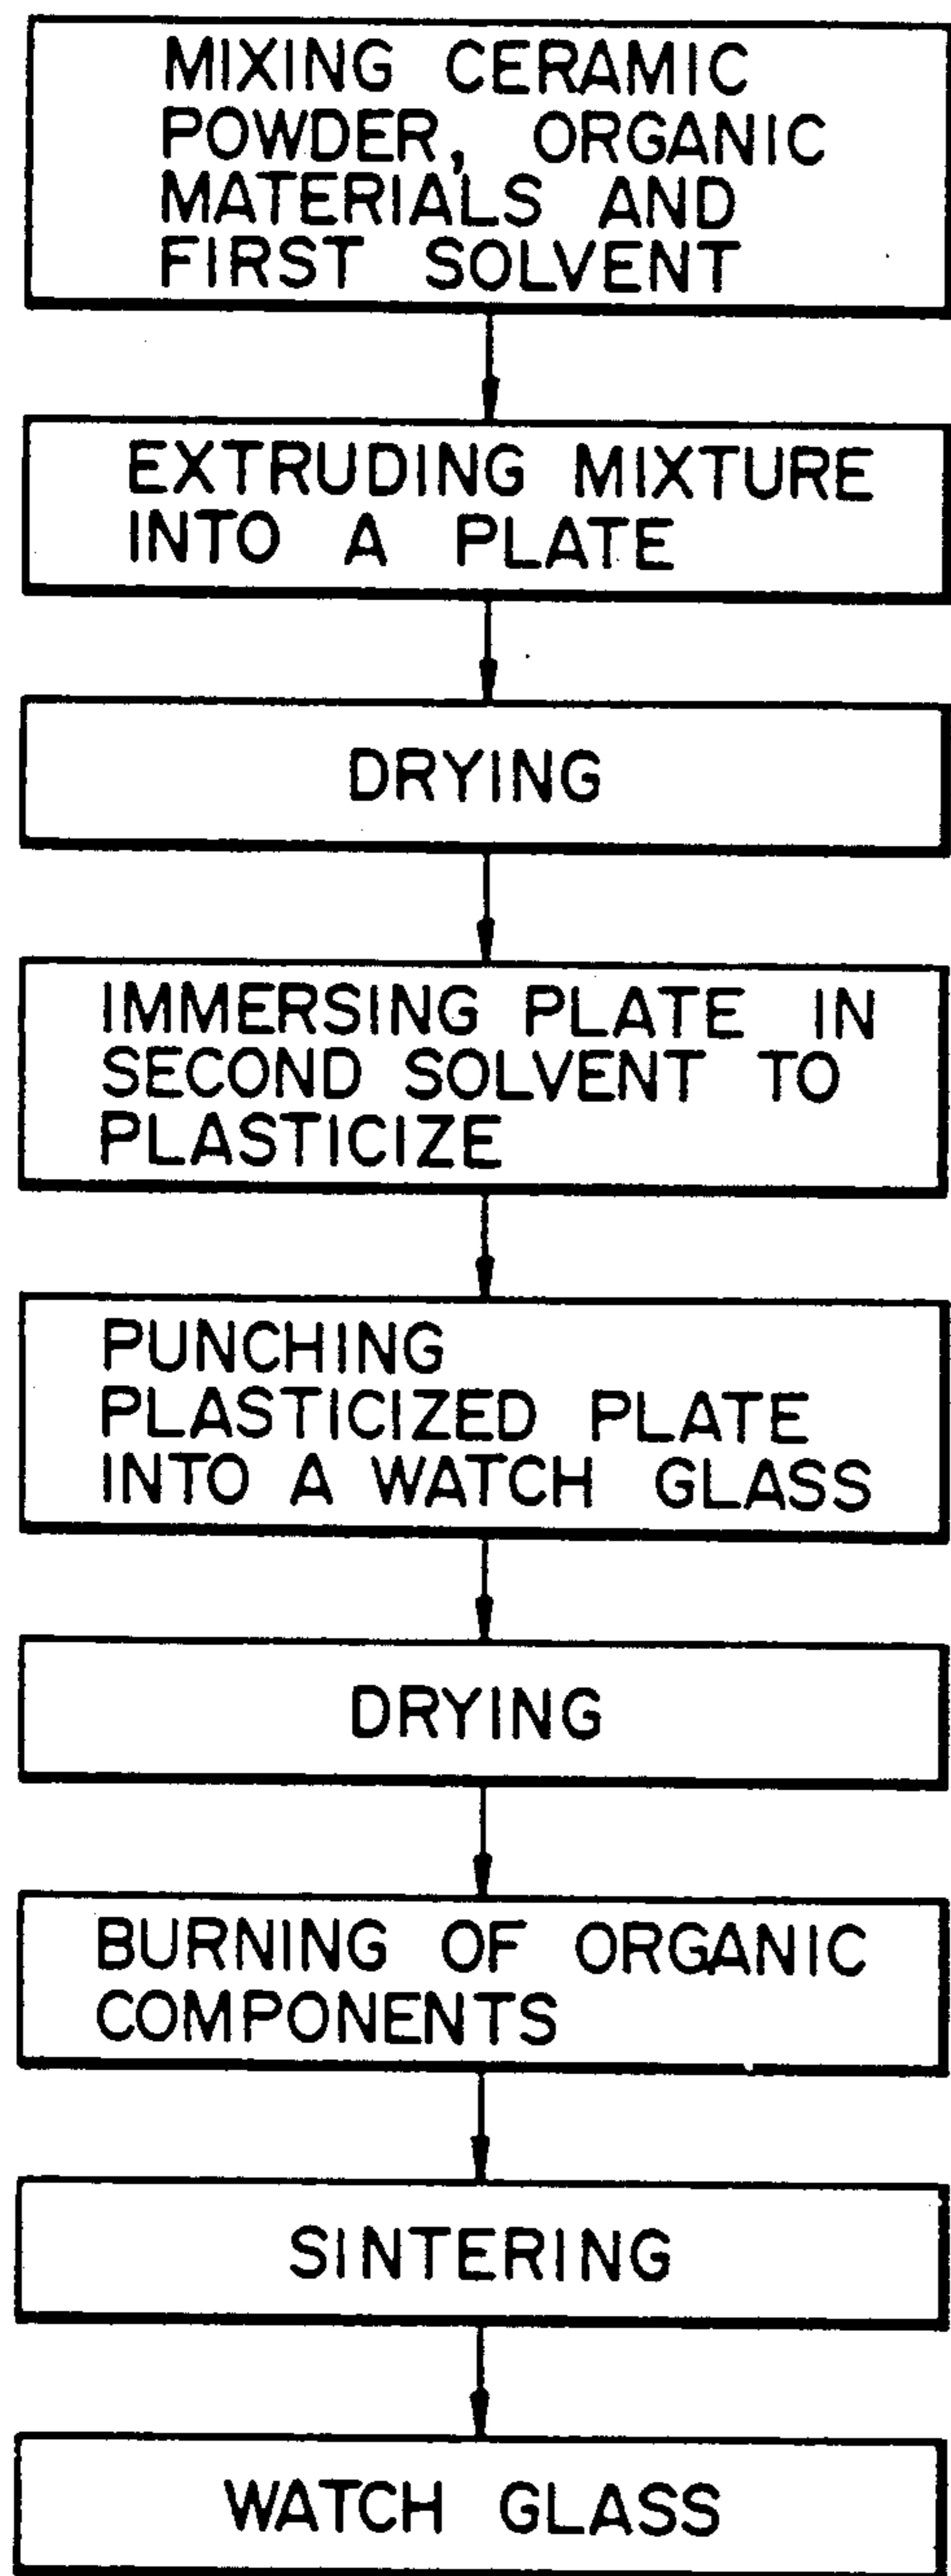 MIXING CERAMIC
POWDER, ORGANIC
MATERIALS AND
FIRST SOLVENT
EXTRUDING MIXTURE
INTO A PLATE
DRYING
IMMERSING PLATE IN
SECOND SOLVENT TO
PLASTICIZE
PUNCHING
PLASTICIZED PLATE
INTO A WATCH GLASS
DRYING
BURNING OF ORGANIC
COMPONENTS
SINTERING
WATCH GLASS